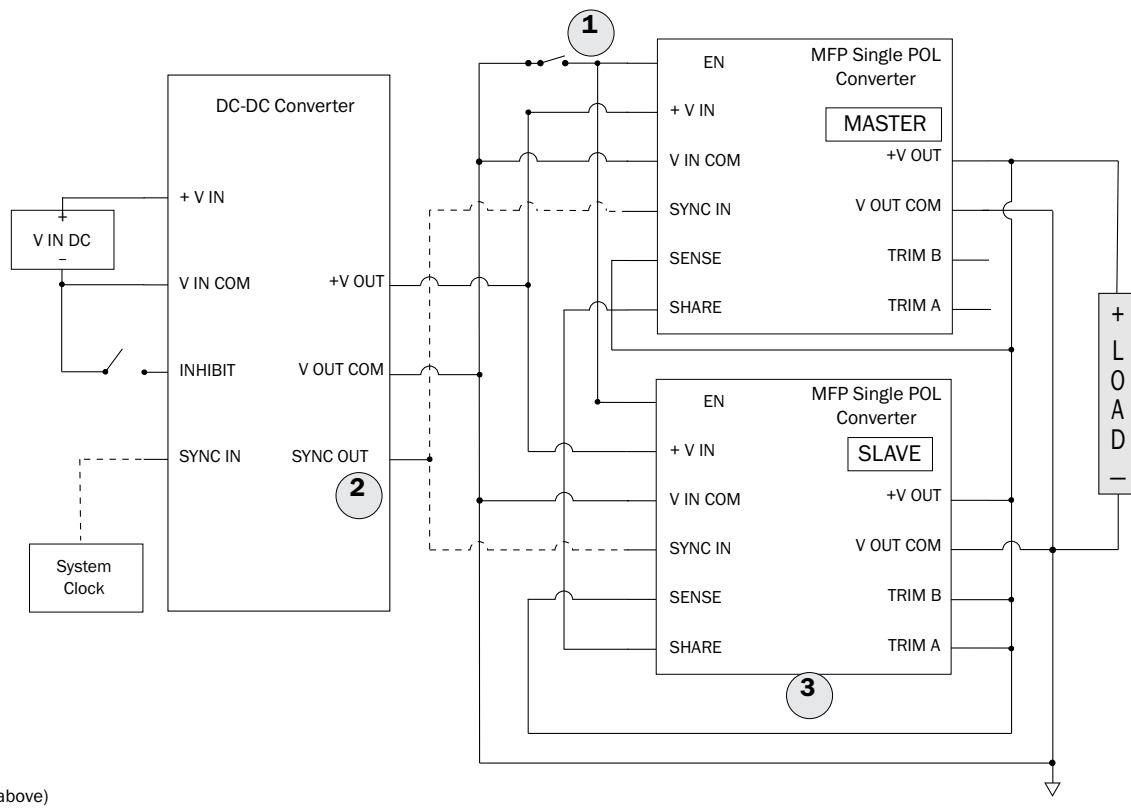 1
DC-DC Converter
+ V IN
V IN COM
INHIBIT
SYNC IN
+V OUT
V OUT COM
SYNC OUT
2
+
V IN DC
–
System
Clock
MFP Single POL
Converter
MASTER
EN
+ V IN
V IN COM
SYNC IN
SENSE
SHARE
+V OUT
V OUT COM
TRIM B
TRIM A
MFP Single POL
Converter
SLAVE
EN
+ V IN
V IN COM
SYNC IN
SENSE
SHARE
+V OUT
V OUT COM
TRIM B
TRIM A
3
+
L
O
A
D
–
above)